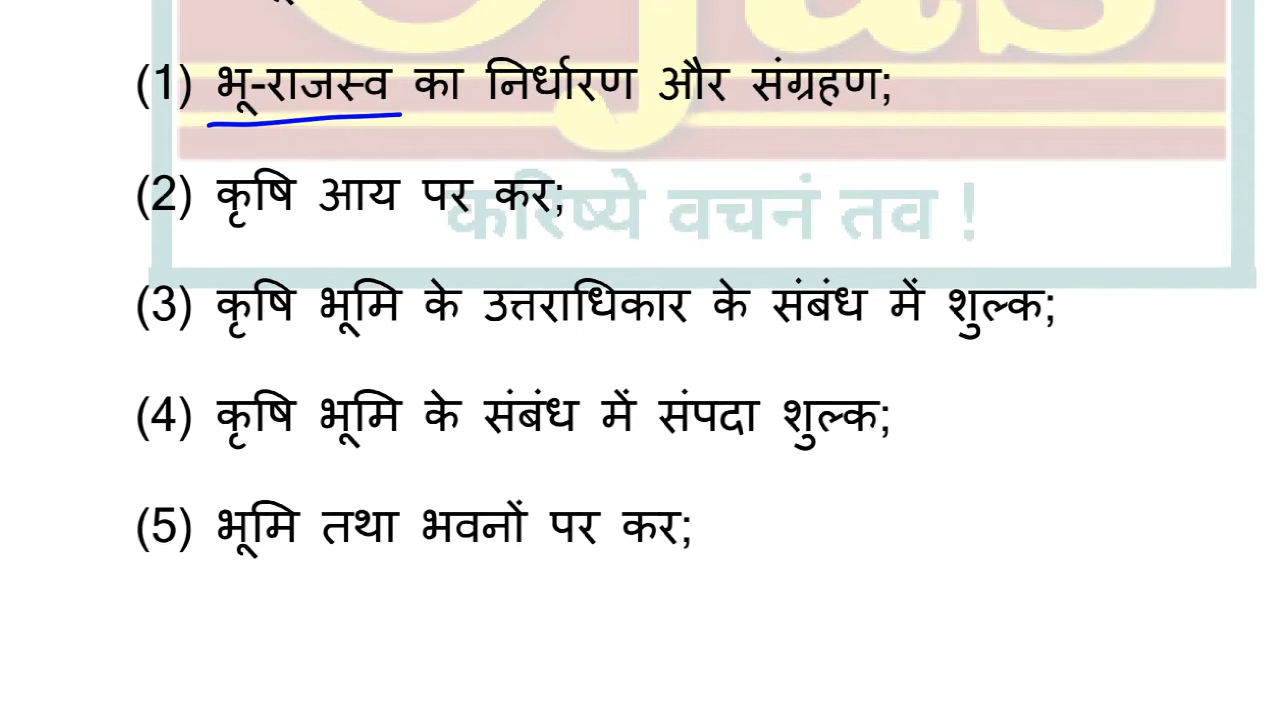 (1) भू-राजस्व का निर्धारण और संग्रहण;
करिष्ये वचनं तव !
(2) कृषि आय पर कर;
(3) कृषि भूमि के उत्तराधिकार के संबंध में शुल्क;
(4) कृषि भूमि के संबंध में संपदा शुल्क;
(5) भूमि तथा भवनों पर कर;